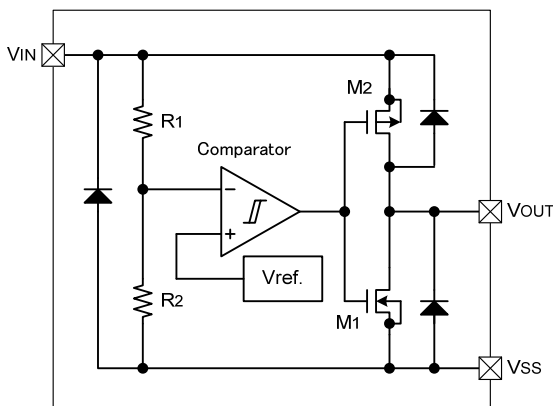 VIN
M2
R1
Comparator
−
VOUT
+
Vref.
R2
M1
VSS